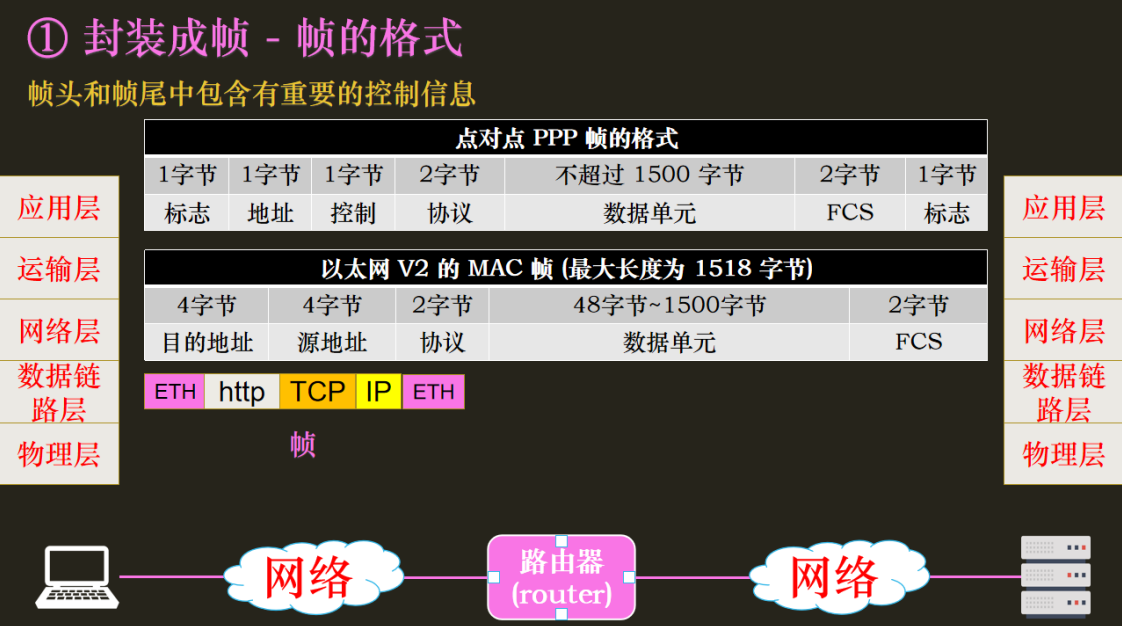 ① 封装成帧 - 帧的格式
帧头和帧尾中包含有重要的控制信息
点对点 PPP 帧的格式
1字节 1字节 1字节 2字节 不超过 1500 字节 2字节 1字节
标志 地址 控制 协议 数据单元 FCS 标志
以太网 V2 的 MAC 帧 (最大长度为 1518 字节)
4字节 4字节 2字节 48字节~1500字节 2字节
目的地址 源地址 协议 数据单元 FCS
ETH http TCP IP ETH
帧
应用层
运输层
网络层
数据链
路层
物理层
应用层
运输层
网络层
数据链
路层
物理层
网络
路由器
(router)
网络